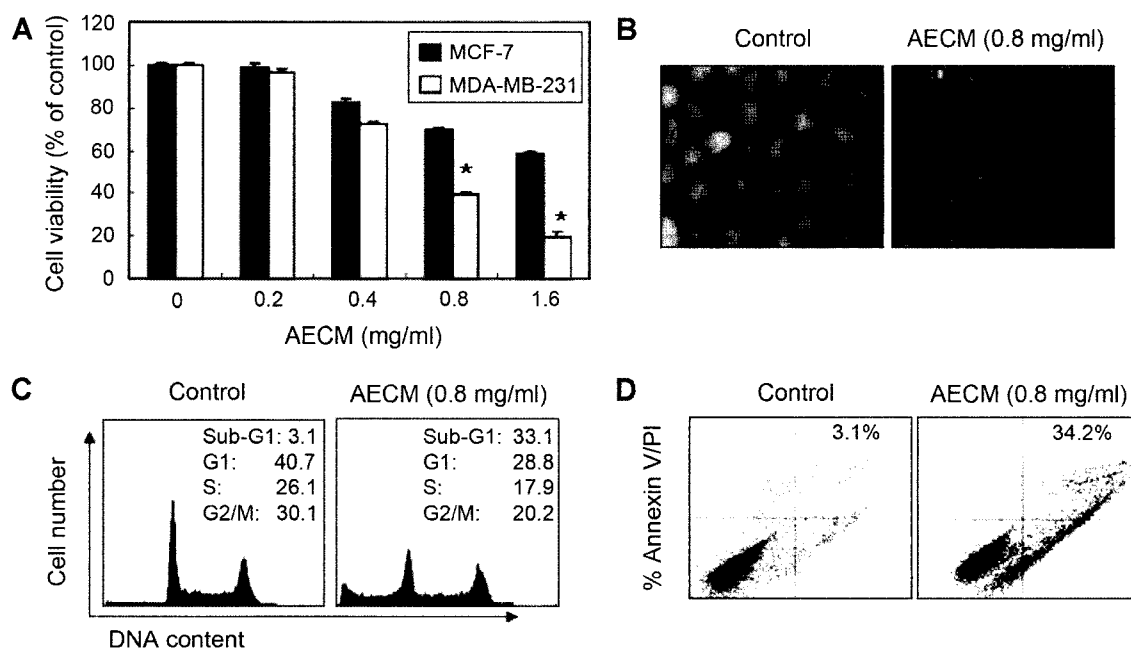 A
120
100
80
60
40
20
0
Cell viability (% of control)
MCF-7
MDA-MB-231
*
*
0 0.2 0.4 0.8 1.6
AECM (mg/ml)
B
Control AECM (0.8 mg/ml)
C
Control AECM (0.8 mg/ml)
Cell number
Sub-G1: 3.1
G1: 40.7
S: 26.1
G2/M: 30.1
Sub-G1: 33.1
G1: 28.8
S: 17.9
G2/M: 20.2
DNA content
D
Control AECM (0.8 mg/ml)
% Annexin V/PI
3.1%
34.2%